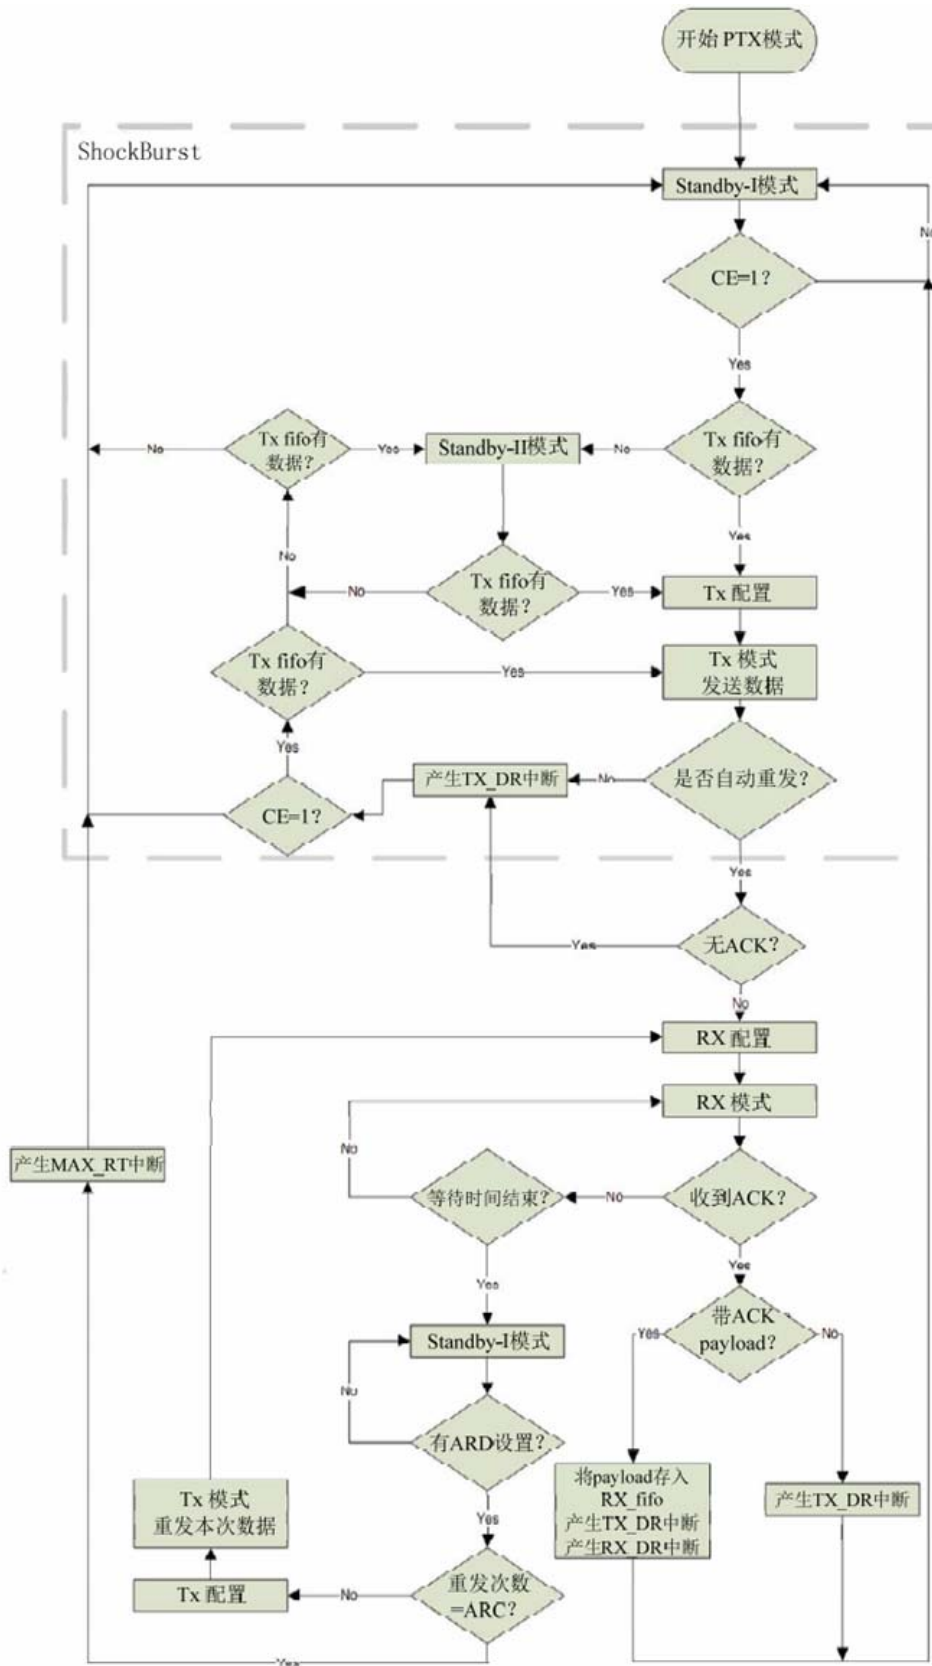 开始 PTX模式
ShockBurst
Standby-I模式
No
CE=1?
Yes
Tx fifo有
数据?
No
Yes
Standby-II模式
No
Tx fifo有
数据?
Yes
No
Tx fifo有
数据?
No
Yes
Tx 配置
Tx fifo有
数据?
Yes
Tx 模式
发送数据
Yes
产生TX_DR中断
No
是否自动重发?
CE=1?
Yes
Yes
无ACK?
No
RX 配置
RX 模式
No
产生MAX_RT中断
等待时间结束?
No
收到ACK?
Yes
Yes
带ACK
payload?
Yes
No
Standby-I模式
No
有ARD设置?
将payload存入
RX_fifo
产生TX_DR中断
产生RX_DR中断
产生TX_DR中断
Tx 模式
重发本次数据
Yes
重发次数
=ARC?
No
Tx 配置
Yes